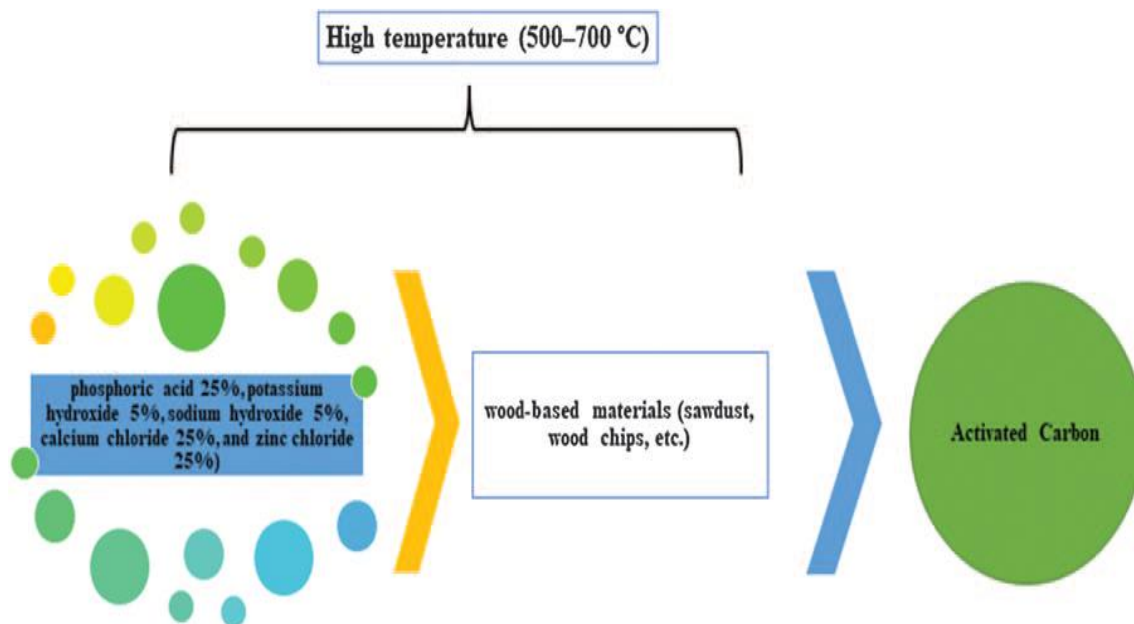 High temperature (500–700 °C)
phosphoric acid 25%, potassium
hydroxide 5%, sodium hydroxide 5%,
calcium chloride 25%, and zinc chloride
25%)
wood-based materials (sawdust,
wood chips, etc.)
Activated Carbon